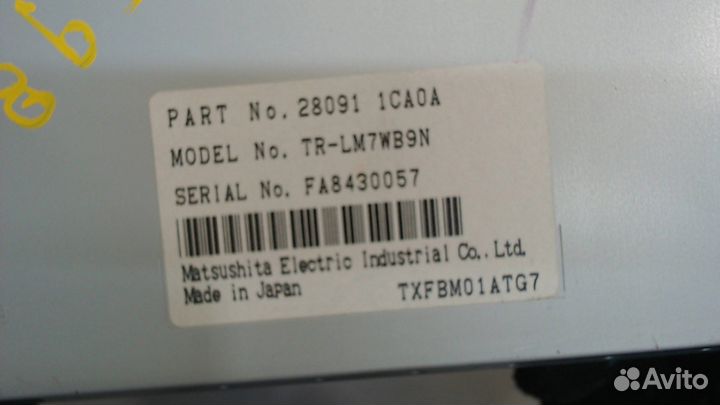 PART No. 28091 1CA0A
MODEL No. TR-LM7WB9N
SERIAL No. FA8430057
Matsushita Electric Industrial Co., Ltd.
Made in Japan
TXFBM01ATG7
Avito